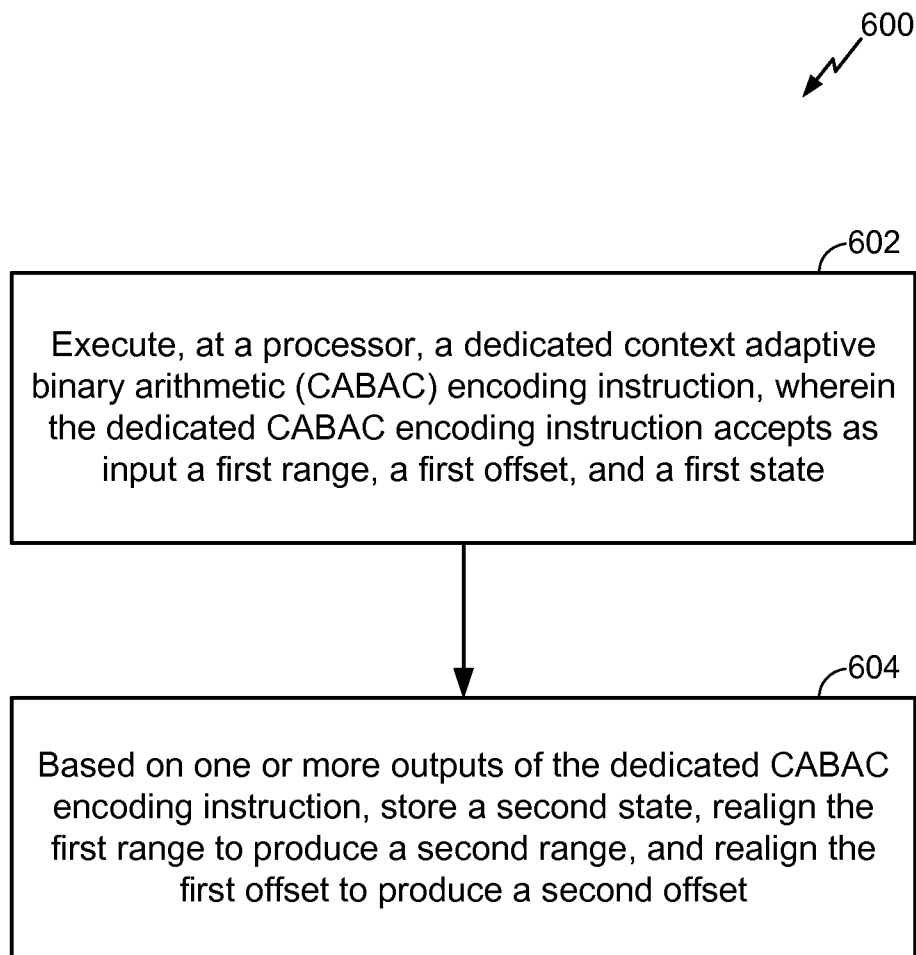 600
602
Execute, at a processor, a dedicated context adaptive
binary arithmetic (CABAC) encoding instruction, wherein
the dedicated CABAC encoding instruction accepts as
input a first range, a first offset, and a first state
604
Based on one or more outputs of the dedicated CABAC
encoding instruction, store a second state, realign the
first range to produce a second range, and realign the
first offset to produce a second offset